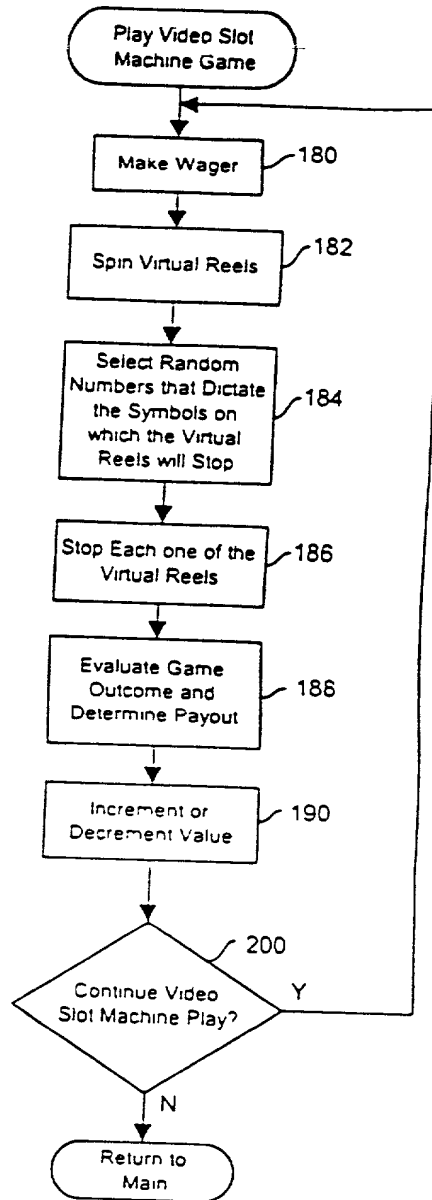 Play Video Slot
Machine Game
Make Wager
180
Spin Virtual Reels
182
Select Random
Numbers that Dictate
the Symbols on
which the Virtual
Reels will Stop
184
Stop Each one of the
Virtual Reels
186
Evaluate Game
Outcome and
Determine Payout
188
Increment or
Decrement Value
190
200
Continue Video
Slot Machine Play?
Y
N
Return to
Main